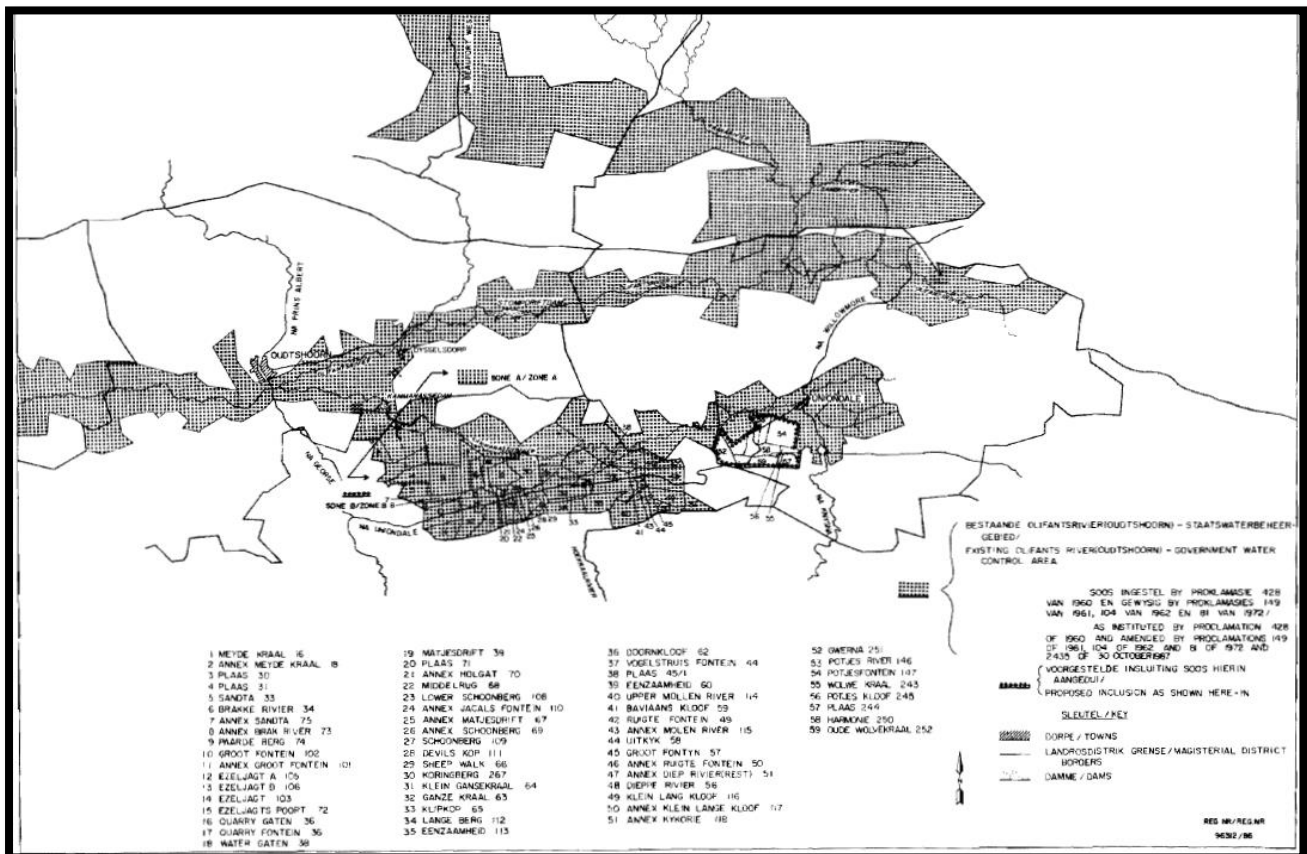 NA BEAUFORT WES
NA PRINS ALBERT
OUDTSHOORN
DYSSELSDORP
SONE A/ZONE A
NA WILLOWMORE
UNIONDALE
NA GEORGE
SONE B/ZONE B
NA UNIONDALE
BESTAANDE OLIFANTSRIVIER(OUDTSHOORN) - STAATSWATERBEHEER-
GEBIED/
EXISTING OLIFANTS RIVER(OUDTSHOORN) - GOVERNMENT WATER
CONTROL AREA
SOOS INGESTEL BY PROKLAMASIE 428
VAN 1960 EN GEWYSIG BY PROKLAMASIES 149
VAN 1961, 104 VAN 1962 EN 81 VAN 1972/
AS INSTITUTED BY PROCLAMATION 428
OF 1960 AND AMENDED BY PROCLAMATIONS 149
OF 1961, 104 OF 1962 AND 81 OF 1972 AND
2435 OF 30 OCTOBER 1987
VOORGESTELDE INSLUITING SOOS HIERIN
AANGEDUI/
PROPOSED INCLUSION AS SHOWN HERE-IN
SLEUTEL/KEY
DORPE/TOWNS
LANDROSDISTRIK GRENSE/MAGISTERIAL DISTRICT
BORDERS
DAMME/DAMS
REG NR/REG.NR
96312/86
1 MEYDE KRAAL 16
2 ANNEX MEYDE KRAAL 18
3 PLAAS 30
4 PLAAS 31
5 SANDTA 33
6 BRAKKE RIVIER 34
7 ANNEX SANDTA 75
8 ANNEX BRAK RIVER 73
9 PAARDE BERG 74
10 GROOT FONTEIN 102
11 ANNEX GROOT FONTEIN 101
12 EZELJAGT A 105
13 EZELJAGT B 106
14 EZELJAGT 103
15 EZELJAGTS POORT 72
16 QUARRY GATEN 36
17 QUARRY FONTEIN 36
18 WATER GATEN 38
19 MATJESDRIFT 39
20 PLAAS 71
21 ANNEX HOLGAT 70
22 MIDDELRUG 68
23 LOWER SCHOONBERG 108
24 ANNEX JACALS FONTEIN 110
25 ANNEX MATJESDRIFT 67
26 ANNEX SCHOONBERG 69
27 SCHOONBERG 109
28 DEVILS KOP 111
29 SHEEP WALK 66
30 KORINGBERG 267
31 KLEIN GANSEKRAAL 64
32 GANZE KRAAL 63
33 KLIPKOP 65
34 LANGE BERG 112
35 EENZAAMHEID 113
36 DOORNKLOOF 62
37 VOGELSTRUIS FONTEIN 44
38 PLAAS 45/1
39 EENZAAMHEID 60
40 UPPER MOLLEN RIVER 114
41 BAVIAANS KLOOF 59
42 RUIGTE FONTEIN 49
43 ANNEX MOLEN RIVER 115
44 UITKYK 58
45 GROOT FONTYN 57
46 ANNEX RUIGTE FONTEIN 50
47 ANNEX DIEP RIVIER(REST) 51
48 DIEPPE RIVIER 56
49 KLEIN LANG KLOOF 116
50 ANNEX KLEIN LANGE KLOOF 117
51 ANNEX KYKORIE 118
52 GWERNA 251
53 POTJES RIVER 146
54 POTJESFONTEIN 147
55 WOLWE KRAAL 243
56 POTJES KLOOF 245
57 PLAAS 244
58 HARMONIE 250
59 OUDE WOLVEKRAAL 252